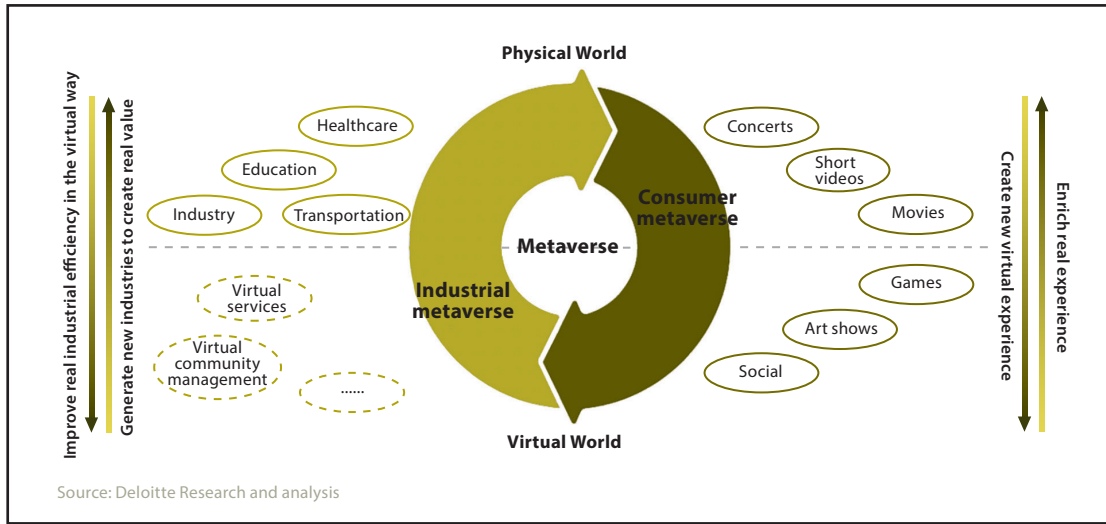 Physical World
Improve real industrial efficiency in the virtual way
Generate new industries to create real value
Healthcare
Education
Industry
Transportation
Virtual
services
Virtual
community
management
......
Industrial
metaverse
Metaverse
Consumer
metaverse
Concerts
Short
videos
Movies
Games
Art shows
Social
Create new virtual experience
Enrich real experience
Virtual World
Source: Deloitte Research and analysis